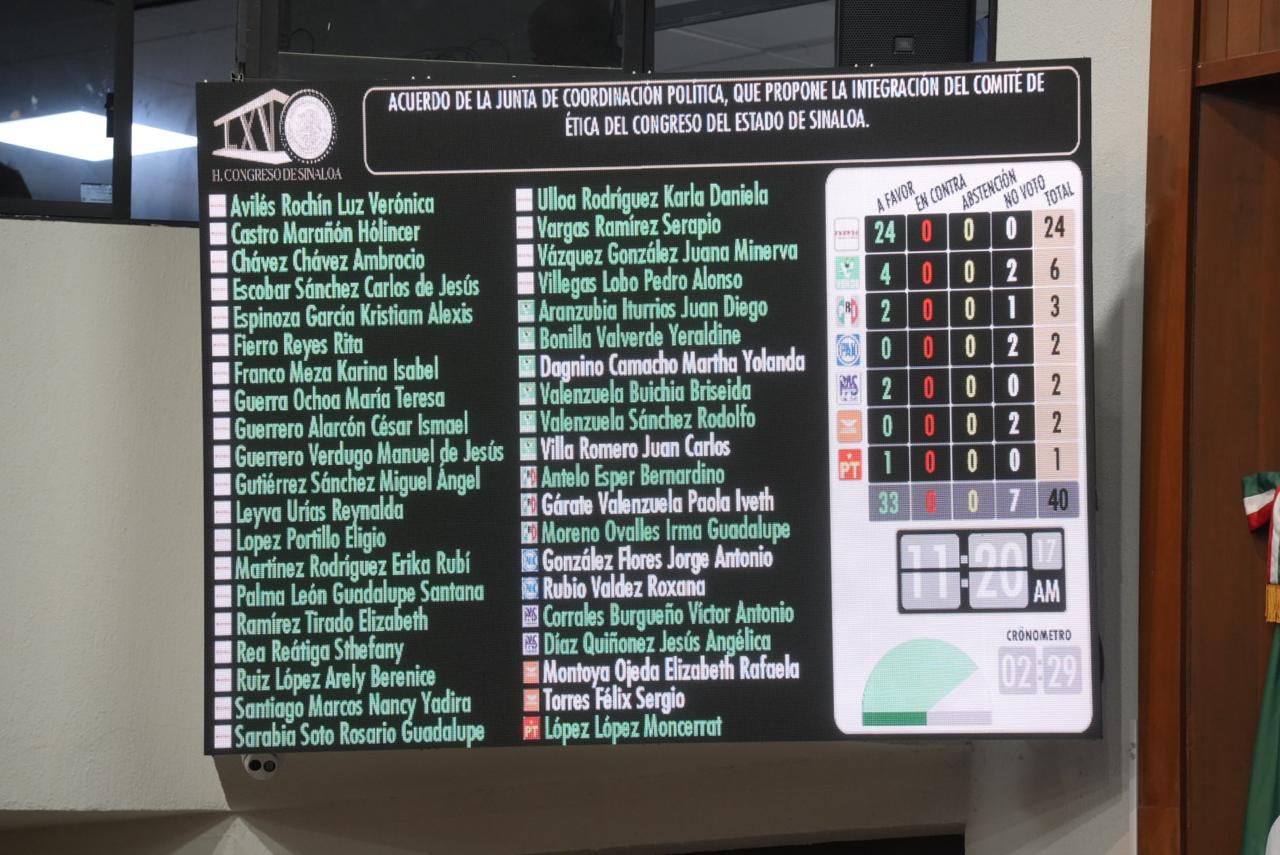 ACUERDO DE LA JUNTA DE COORDINACIÓN POLÍTICA, QUE PROPONE LA INTEGRACIÓN DEL COMITÉ DE
ÉTICA DEL CONGRESO DEL ESTADO DE SINALOA.
LXV
H. CONGRESO DE SINALOA
Avilés Rochín Luz Verónica
Castro Marañón Hólincer
Chávez Chávez Ambrocio
Escobar Sánchez Carlos de Jesús
Espinoza García Kristiam Alexis
Fierro Reyes Rita
Franco Meza Karina Isabel
Guerra Ochoa María Teresa
Guerrero Alarcón César Ismael
Guerrero Verdugo Manuel de Jesús
Gutiérrez Sánchez Miguel Ángel
Leyva Urías Reynalda
Lopez Portillo Eligio
Martínez Rodríguez Erika Rubí
Palma León Guadalupe Santana
Ramírez Tirado Elizabeth
Rea Reátiga Sthefany
Ruiz López Arely Berenice
Santiago Marcos Nancy Yadira
Sarabia Soto Rosario Guadalupe
Ulloa Rodríguez Karla Daniela
Vargas Ramírez Serapio
Vázquez González Juana Minerva
Villegas Lobo Pedro Alonso
Aranzubia Iturrios Juan Diego
Bonilla Valverde Yeraldine
Dagnino Camacho Martha Yolanda
Valenzuela Buichia Briseida
Valenzuela Sánchez Rodolfo
Villa Romero Juan Carlos
Antelo Esper Bernardino
Gárate Valenzuela Paola Iveth
Moreno Ovalles Irma Guadalupe
González Flores Jorge Antonio
Rubio Valdez Roxana
Corrales Burgueño Víctor Antonio
Díaz Quiñonez Jesús Angélica
Montoya Ojeda Elizabeth Rafaela
Torres Félix Sergio
PT López López Moncerrat
A FAVOR EN CONTRA ABSTENCIÓN NO VOTO TOTAL
24 0 0 0 24
4 0 0 2 6
PRI 2 0 0 1 3
PAN 0 0 0 2 2
PAS 2 0 0 0 2
0 0 0 2 2
PT 1 0 0 0 1
33 0 0 7 40
11:20 17
AM
CRÓNOMETRO
02:29
JBL